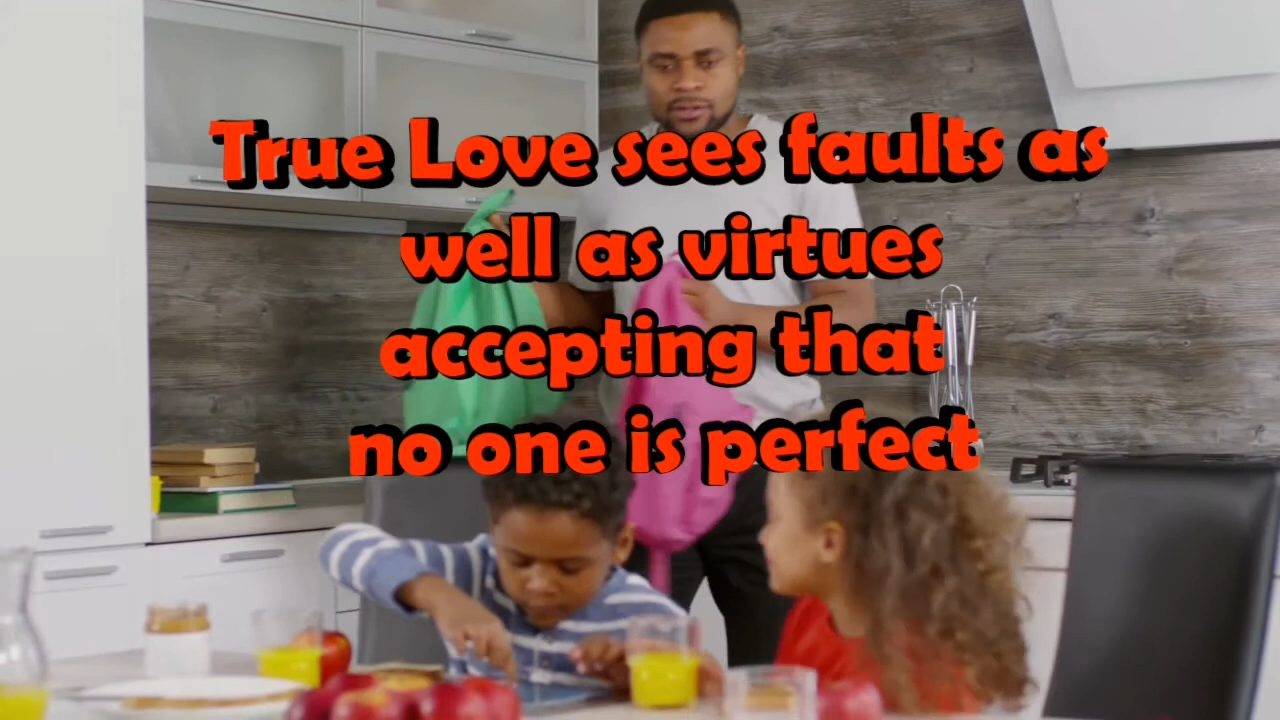 True Love sees faults as
well as virtues
accepting that
no one is perfect